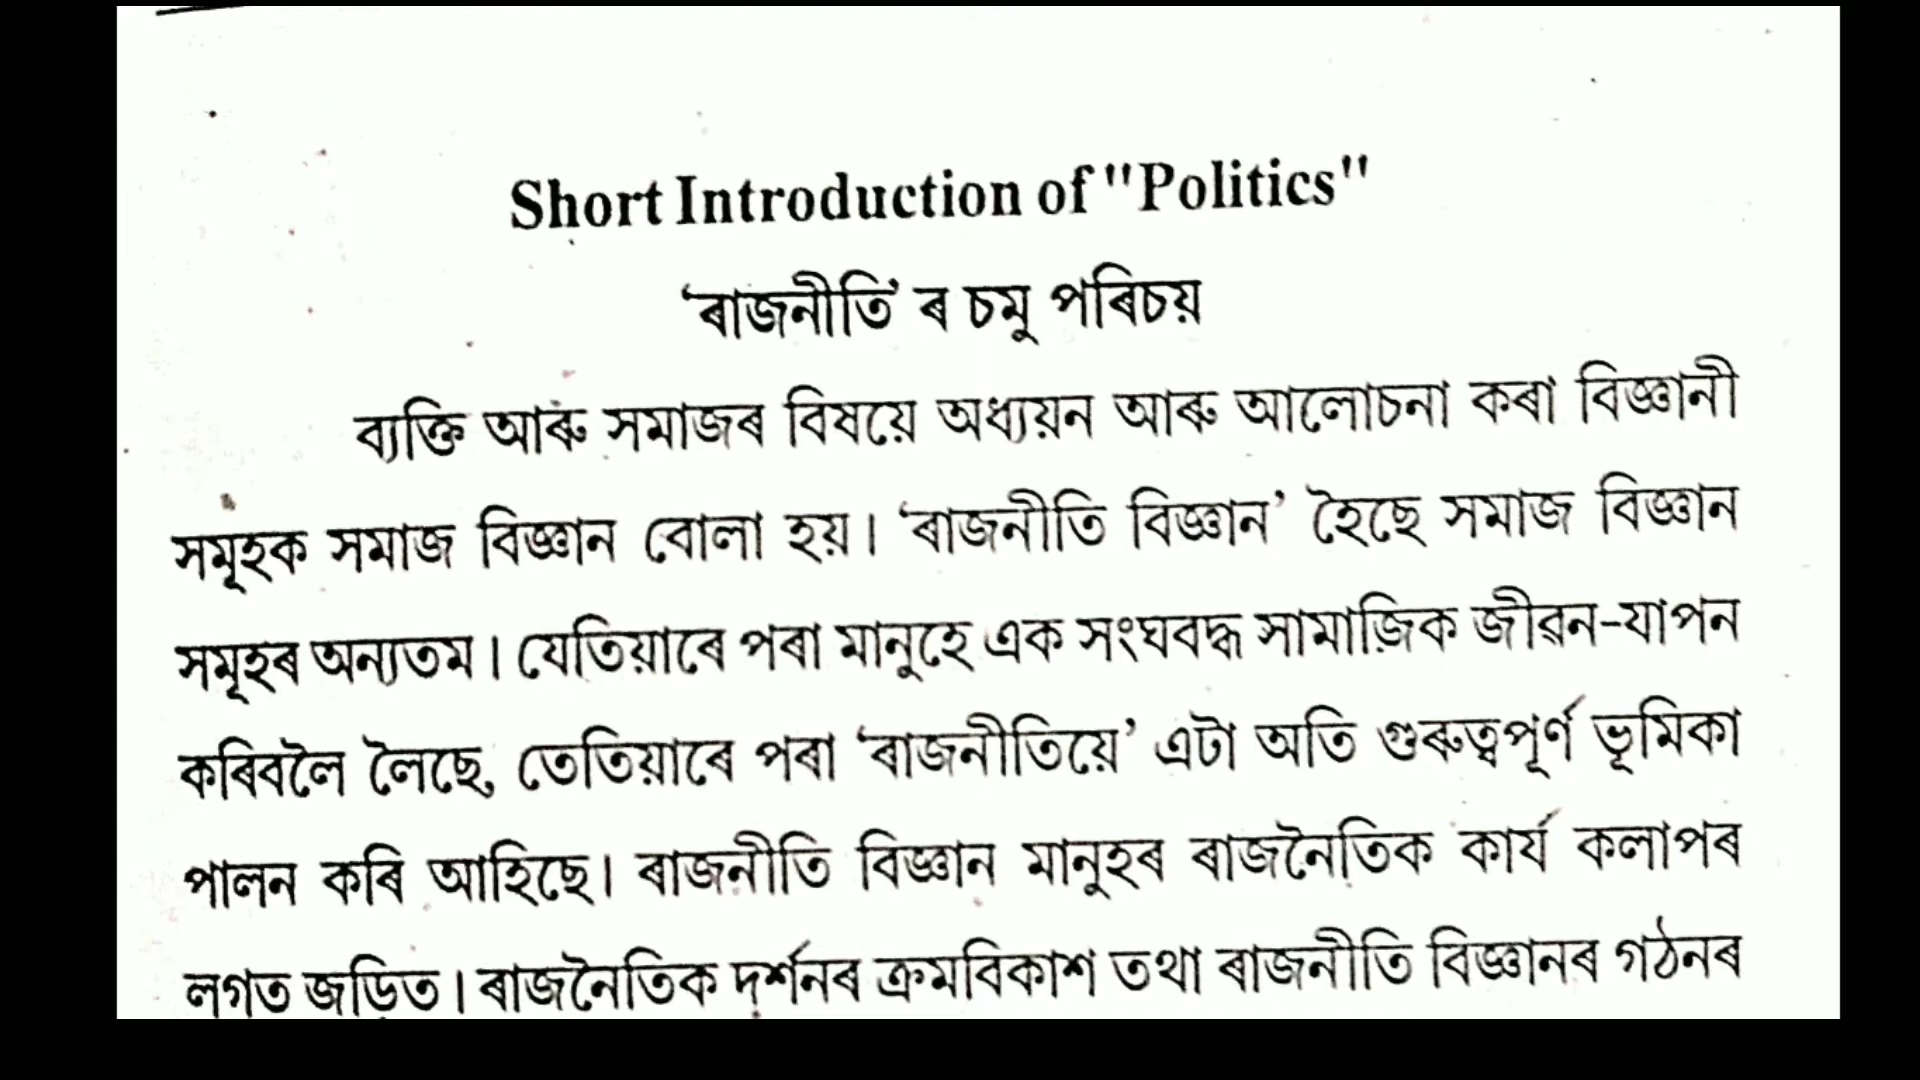 Short Introduction of "Politics"
‘ৰাজনীতি’ ৰ চমু পৰিচয়
ব্যক্তি আৰু সমাজৰ বিষয়ে অধ্যয়ন আৰু আলোচনা কৰা বিজ্ঞানী
সমূহক সমাজ বিজ্ঞান বোলা হয়। ‘ৰাজনীতি বিজ্ঞান’ হৈছে সমাজ বিজ্ঞান
সমূহৰ অন্যতম। যেতিয়াৰে পৰা মানুহে এক সংঘবদ্ধ সামাজিক জীৱন-যাপন
কৰিবলৈ লৈছে, তেতিয়াৰে পৰা ‘ৰাজনীতিয়ে’ এটা অতি গুৰুত্বপূৰ্ণ ভূমিকা
পালন কৰি আহিছে। ৰাজনীতি বিজ্ঞান মানুহৰ ৰাজনৈতিক কাৰ্য কলাপৰ
লগত জড়িত। ৰাজনৈতিক দৰ্শনৰ ক্ৰমবিকাশ তথা ৰাজনীতি বিজ্ঞানৰ গঠনৰ